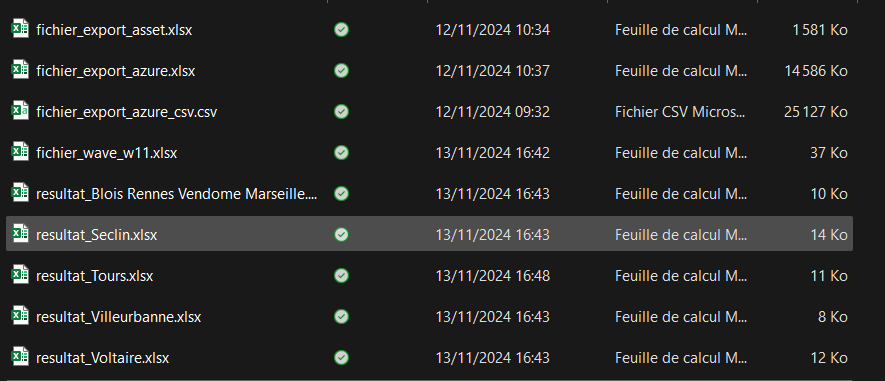 fichier_export_asset.xlsx 12/11/2024 10:34 Feuille de calcul M... 1 581 Ko
fichier_export_azure.xlsx 12/11/2024 10:37 Feuille de calcul M... 14 586 Ko
fichier_export_azure_csv.csv 12/11/2024 09:32 Fichier CSV Micros... 25 127 Ko
fichier_wave_w11.xlsx 13/11/2024 16:42 Feuille de calcul M... 37 Ko
resultat_Blois Rennes Vendome Marseille.... 13/11/2024 16:43 Feuille de calcul M... 10 Ko
resultat_Seclin.xlsx 13/11/2024 16:43 Feuille de calcul M... 14 Ko
resultat_Tours.xlsx 13/11/2024 16:48 Feuille de calcul M... 11 Ko
resultat_Villeurbanne.xlsx 13/11/2024 16:43 Feuille de calcul M... 8 Ko
resultat_Voltaire.xlsx 13/11/2024 16:43 Feuille de calcul M... 12 Ko